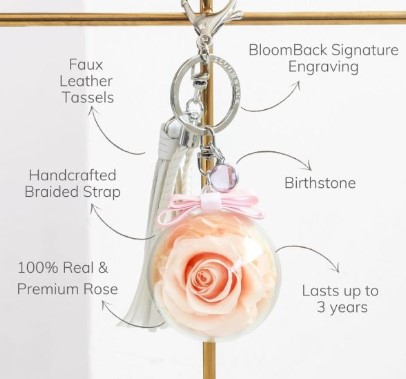 BloomBack Signature
Engraving
Faux
Leather
Tassels
Handcrafted
Braided Strap
Birthstone
100% Real &
Premium Rose
Lasts up to
3 years